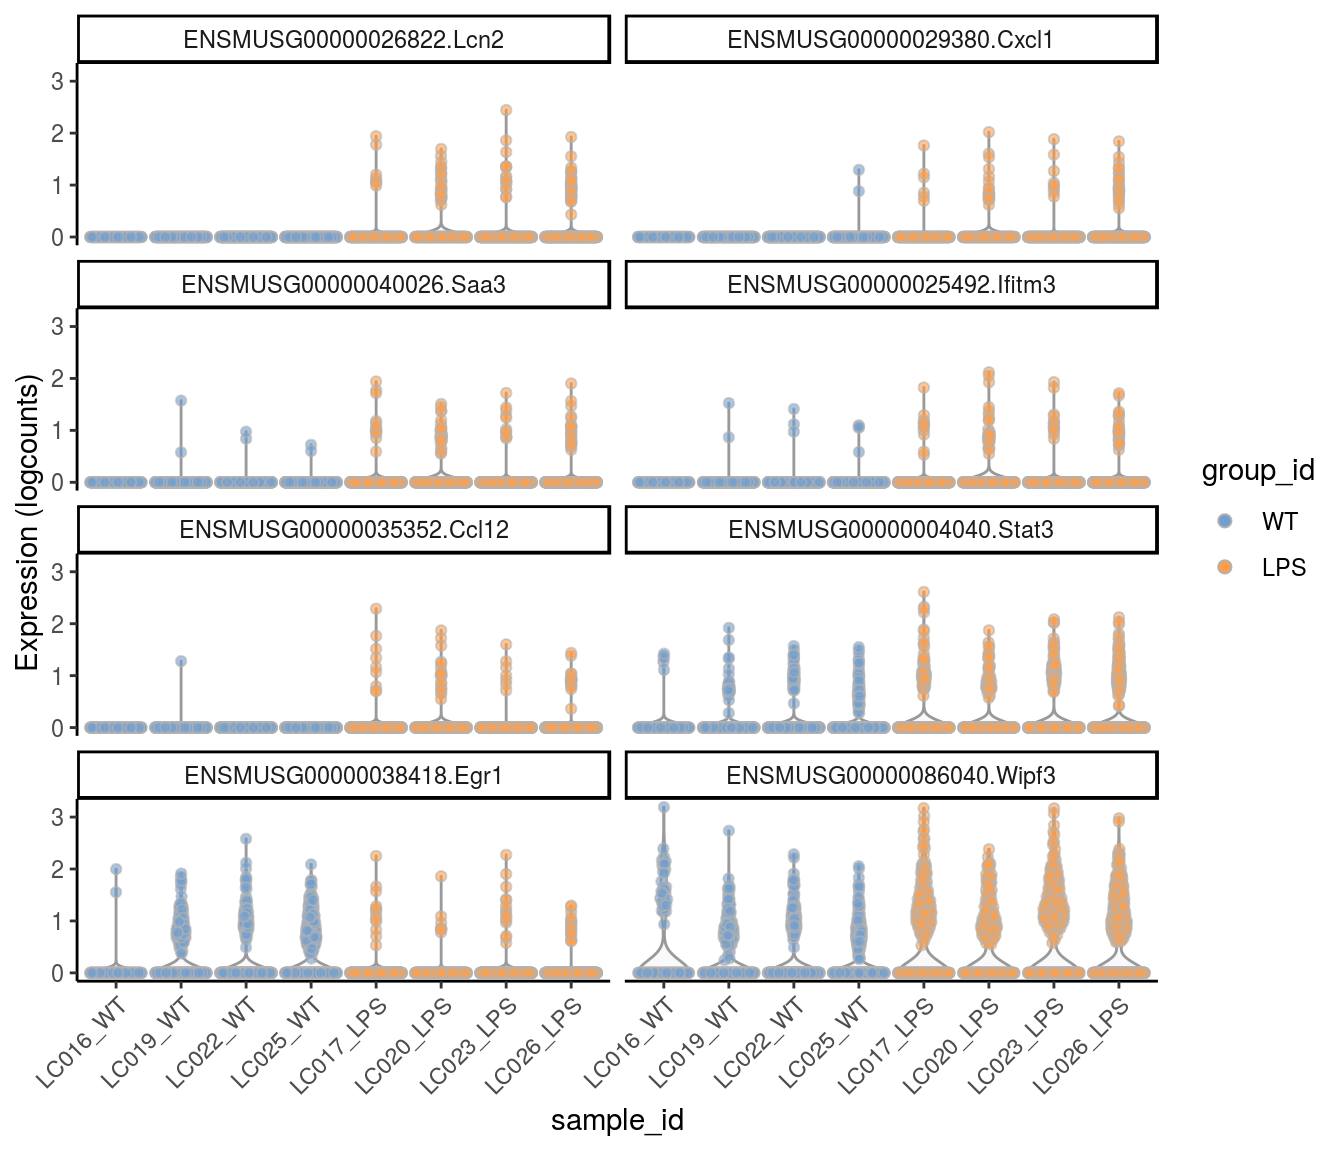 ENSMUSG00000026822.Lcn2
ENSMUSG00000029380.Cxcl1
3
2
1
0
ENSMUSG00000040026.Saa3
ENSMUSG00000025492.Ifitm3
3
2
1
0
ENSMUSG00000035352.Ccl12
ENSMUSG00000004040.Stat3
3
2
1
0
ENSMUSG00000038418.Egr1
ENSMUSG00000086040.Wipf3
3
2
1
0
Expression (logcounts)
LC016_WT
LC019_WT
LC022_WT
LC025_WT
LC017_LPS
LC020_LPS
LC023_LPS
LC026_LPS
LC016_WT
LC019_WT
LC022_WT
LC025_WT
LC017_LPS
LC020_LPS
LC023_LPS
LC026_LPS
sample_id
group_id
WT
LPS